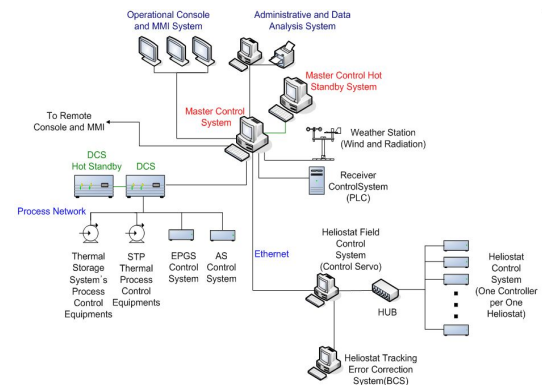 Operational Console
and MMI System
Administrative and Data
Analysis System
Master Control Hot
Standby System
Master Control
System
To Remote
Console and MMI
Weather Station
(Wind and Radiation)
DCS
Hot Standby
DCS
Receiver
ControlSystem
(PLC)
Process Network
Thermal
Storage
System`s
Process
Control
Equipments
STP
Thermal
Process
Control
Equipments
EPGS
Control
System
AS
Control
System
Ethernet
Heliostat Field
Control
System
(Control Servo)
HUB
Heliostat
Control
System
(One Controller
per One
Heliostat)
Heliostat Tracking
Error Correction
System(BCS)